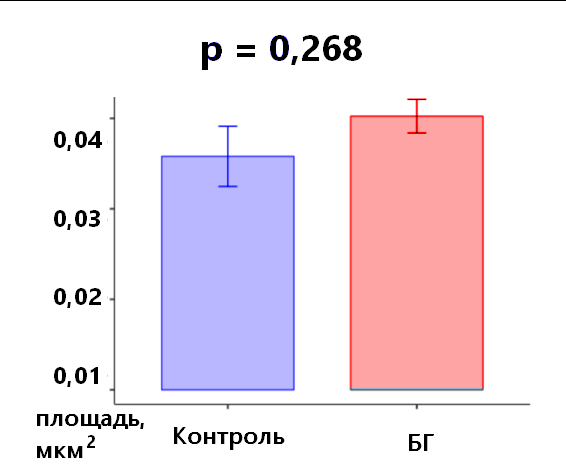 p = 0,268
0,04
0,03
0,02
0,01
площадь,
мкм²
Контроль
БГ